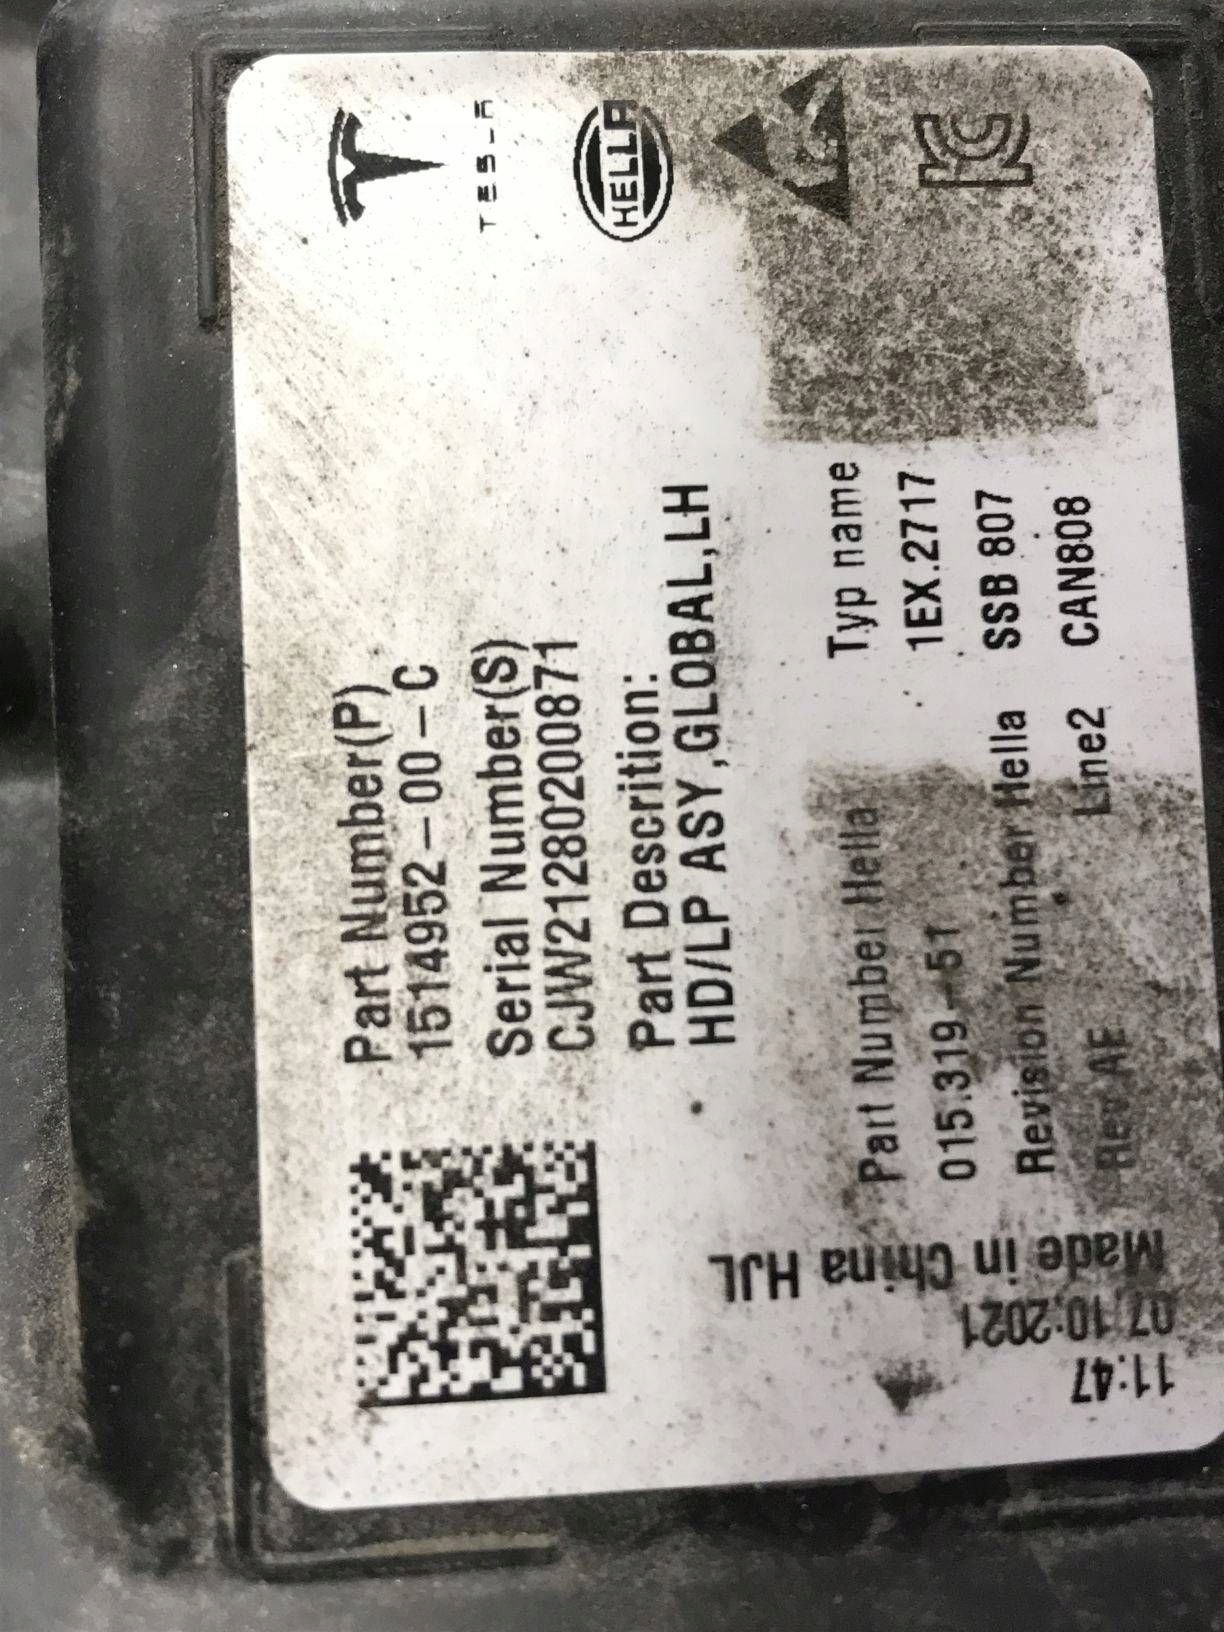 TESLA
HELLA
Part Number(P)
1514952-00-C
Serial Number(S)
CJW21280200871
Part Descrition:
HD/LP ASY,GLOBAL,LH
Part Number Hella
Typ name
015.319-51
1EX.2717
Revision Number Hella
SSB 807
Rev AE
Line2
CAN808
Made in China HJL
07.10.2021
11:47